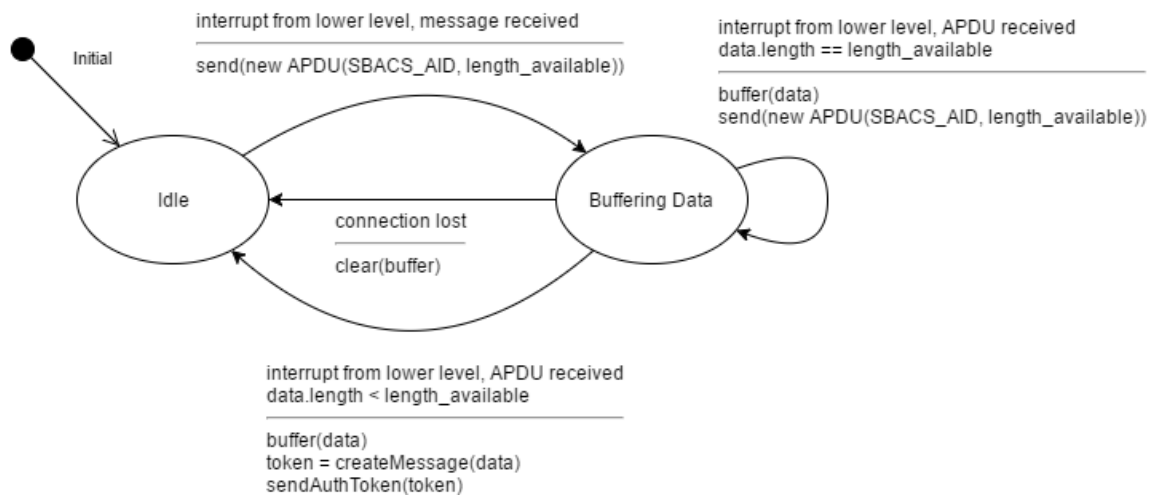 interrupt from lower level, message received
send(new APDU(SBACS_AID, length_available))
interrupt from lower level, APDU received
data.length == length_available
buffer(data)
send(new APDU(SBACS_AID, length_available))
Initial
Idle
Buffering Data
connection lost
clear(buffer)
interrupt from lower level, APDU received
data.length < length_available
buffer(data)
token = createMessage(data)
sendAuthToken(token)